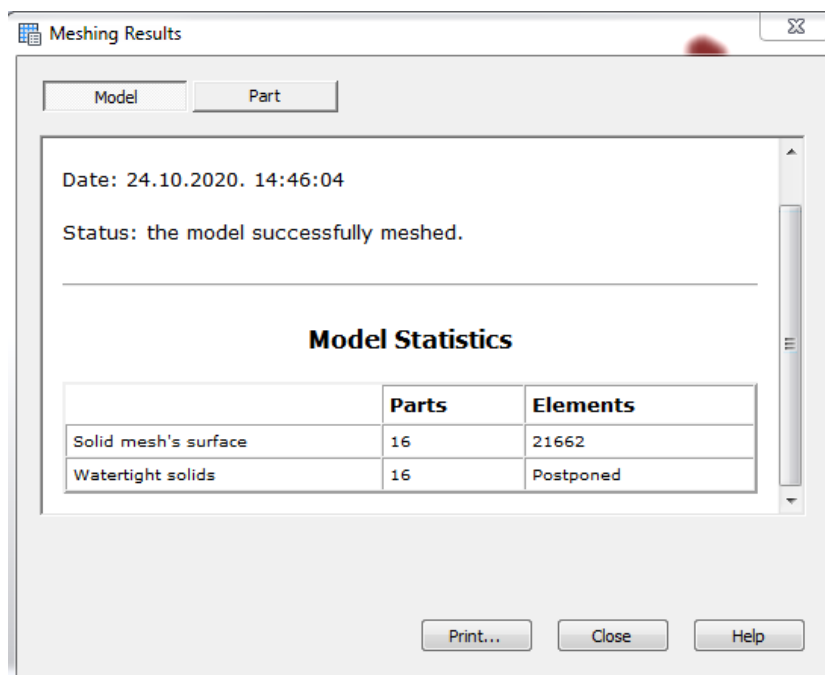 Meshing Results
Model Part
Date: 24.10.2020. 14:46:04
Status: the model successfully meshed.
Model Statistics
Parts Elements
Solid mesh's surface 16 21662
Watertight solids 16 Postponed
Print... Close Help